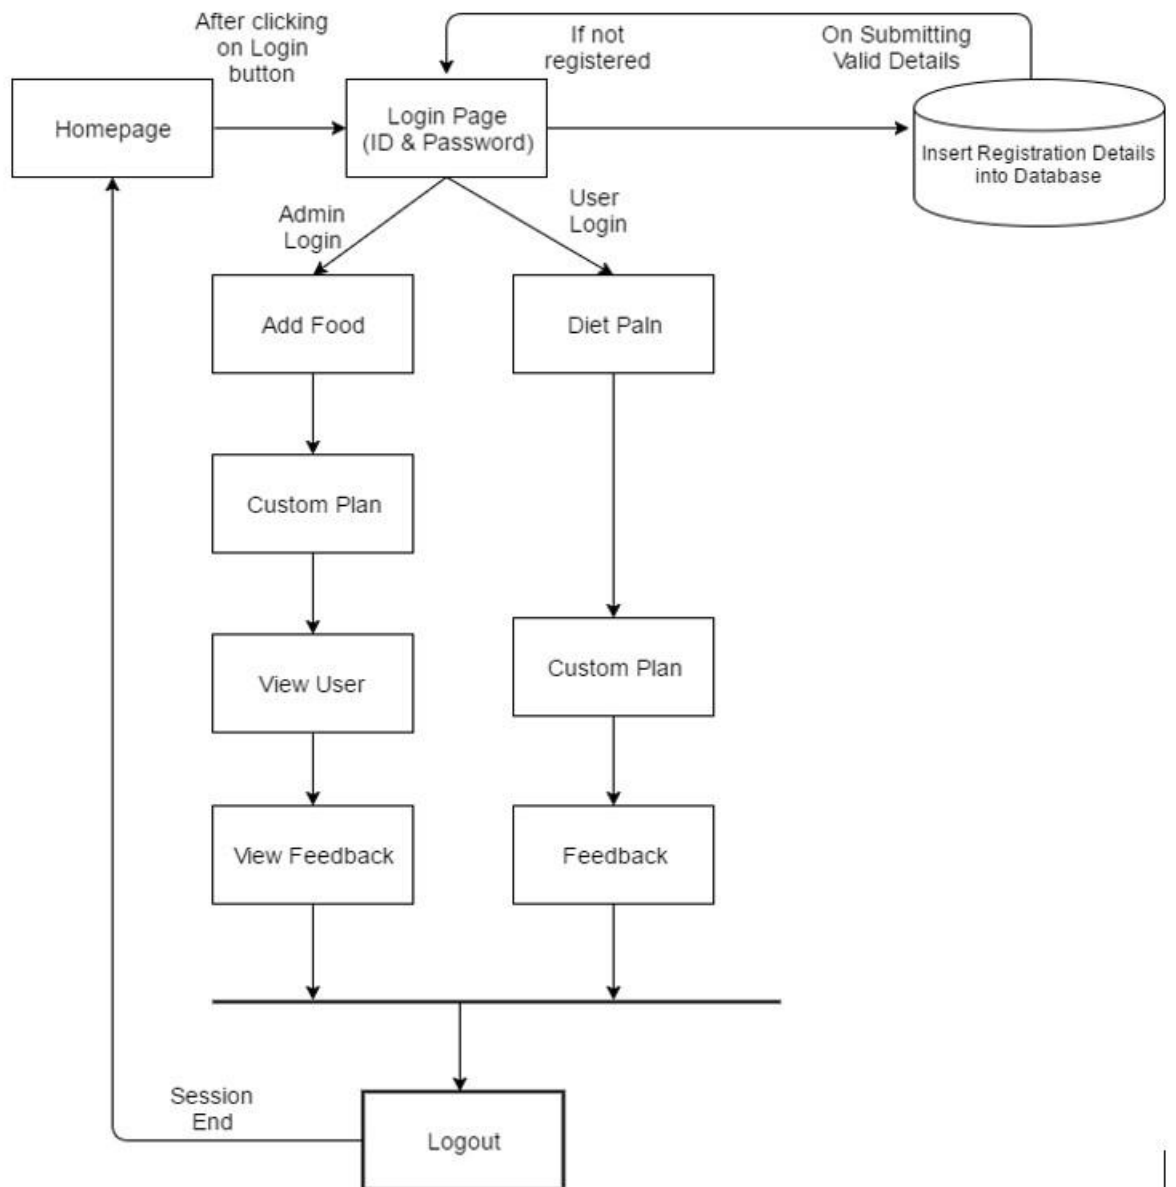 After clicking
on Login
button
If not
registered
On Submitting
Valid Details
Homepage
Login Page
(ID & Password)
Insert Registration Details
into Database
Admin
Login
User
Login
Add Food
Diet Paln
Custom Plan
View User
Custom Plan
View Feedback
Feedback
Session
End
Logout